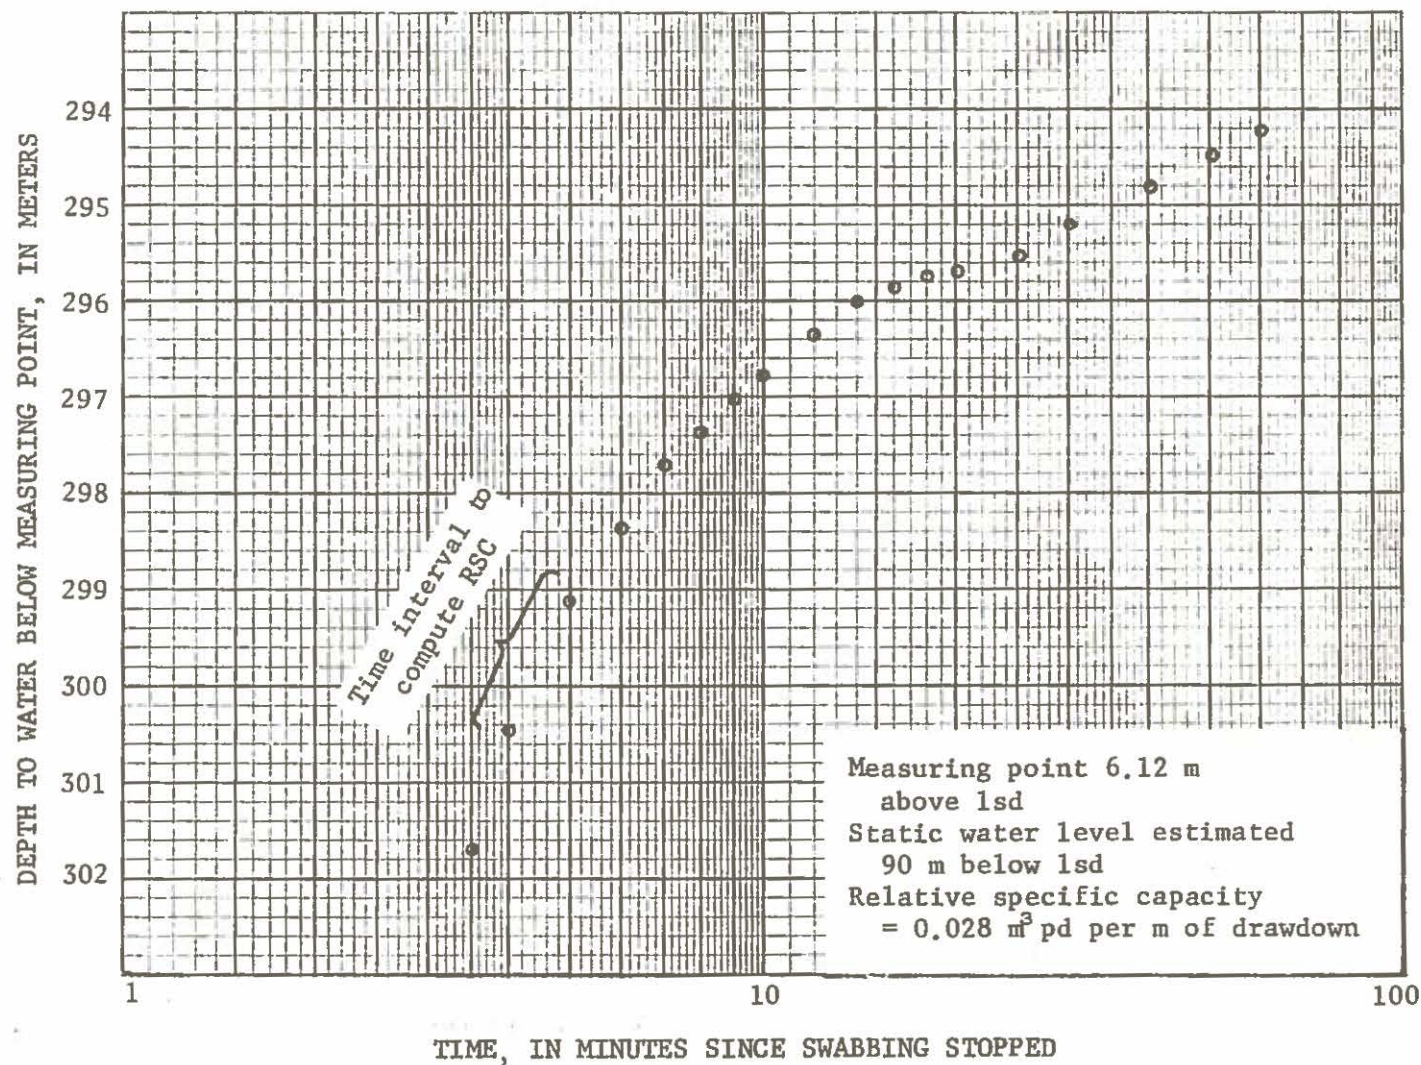 DEPTH TO WATER BELOW MEASURING POINT, IN METERS
294
295
296
297
298
299
300
301
302
Time interval to
compute RSC
Measuring point 6.12 m
above lsd
Static water level estimated
90 m below lsd
Relative specific capacity
= 0.028 m³pd per m of drawdown
1
10
100
TIME, IN MINUTES SINCE SWABBING STOPPED